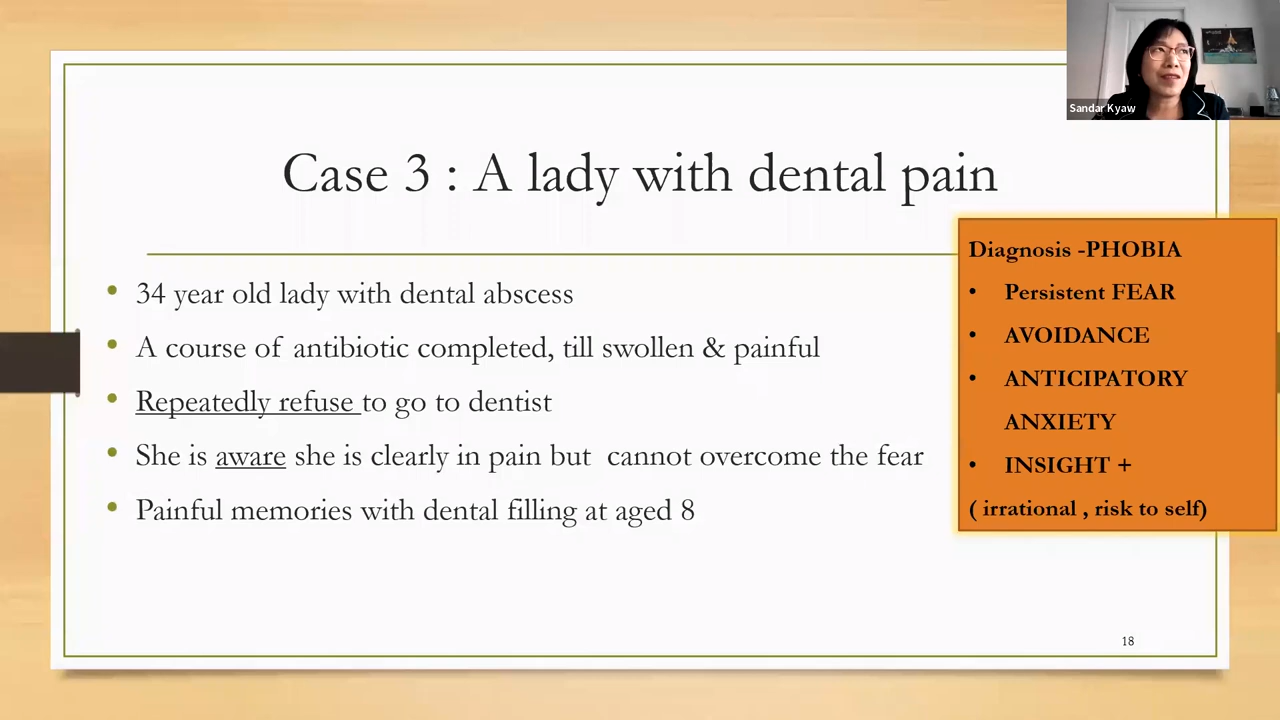 Sandar Kyaw
Case 3 : A lady with dental pain
• 34 year old lady with dental abscess
• A course of antibiotic completed, till swollen & painful
• Repeatedly refuse to go to dentist
• She is aware she is clearly in pain but cannot overcome the fear
• Painful memories with dental filling at aged 8
Diagnosis -PHOBIA
• Persistent FEAR
• AVOIDANCE
• ANTICIPATORY
ANXIETY
• INSIGHT +
( irrational , risk to self)
18